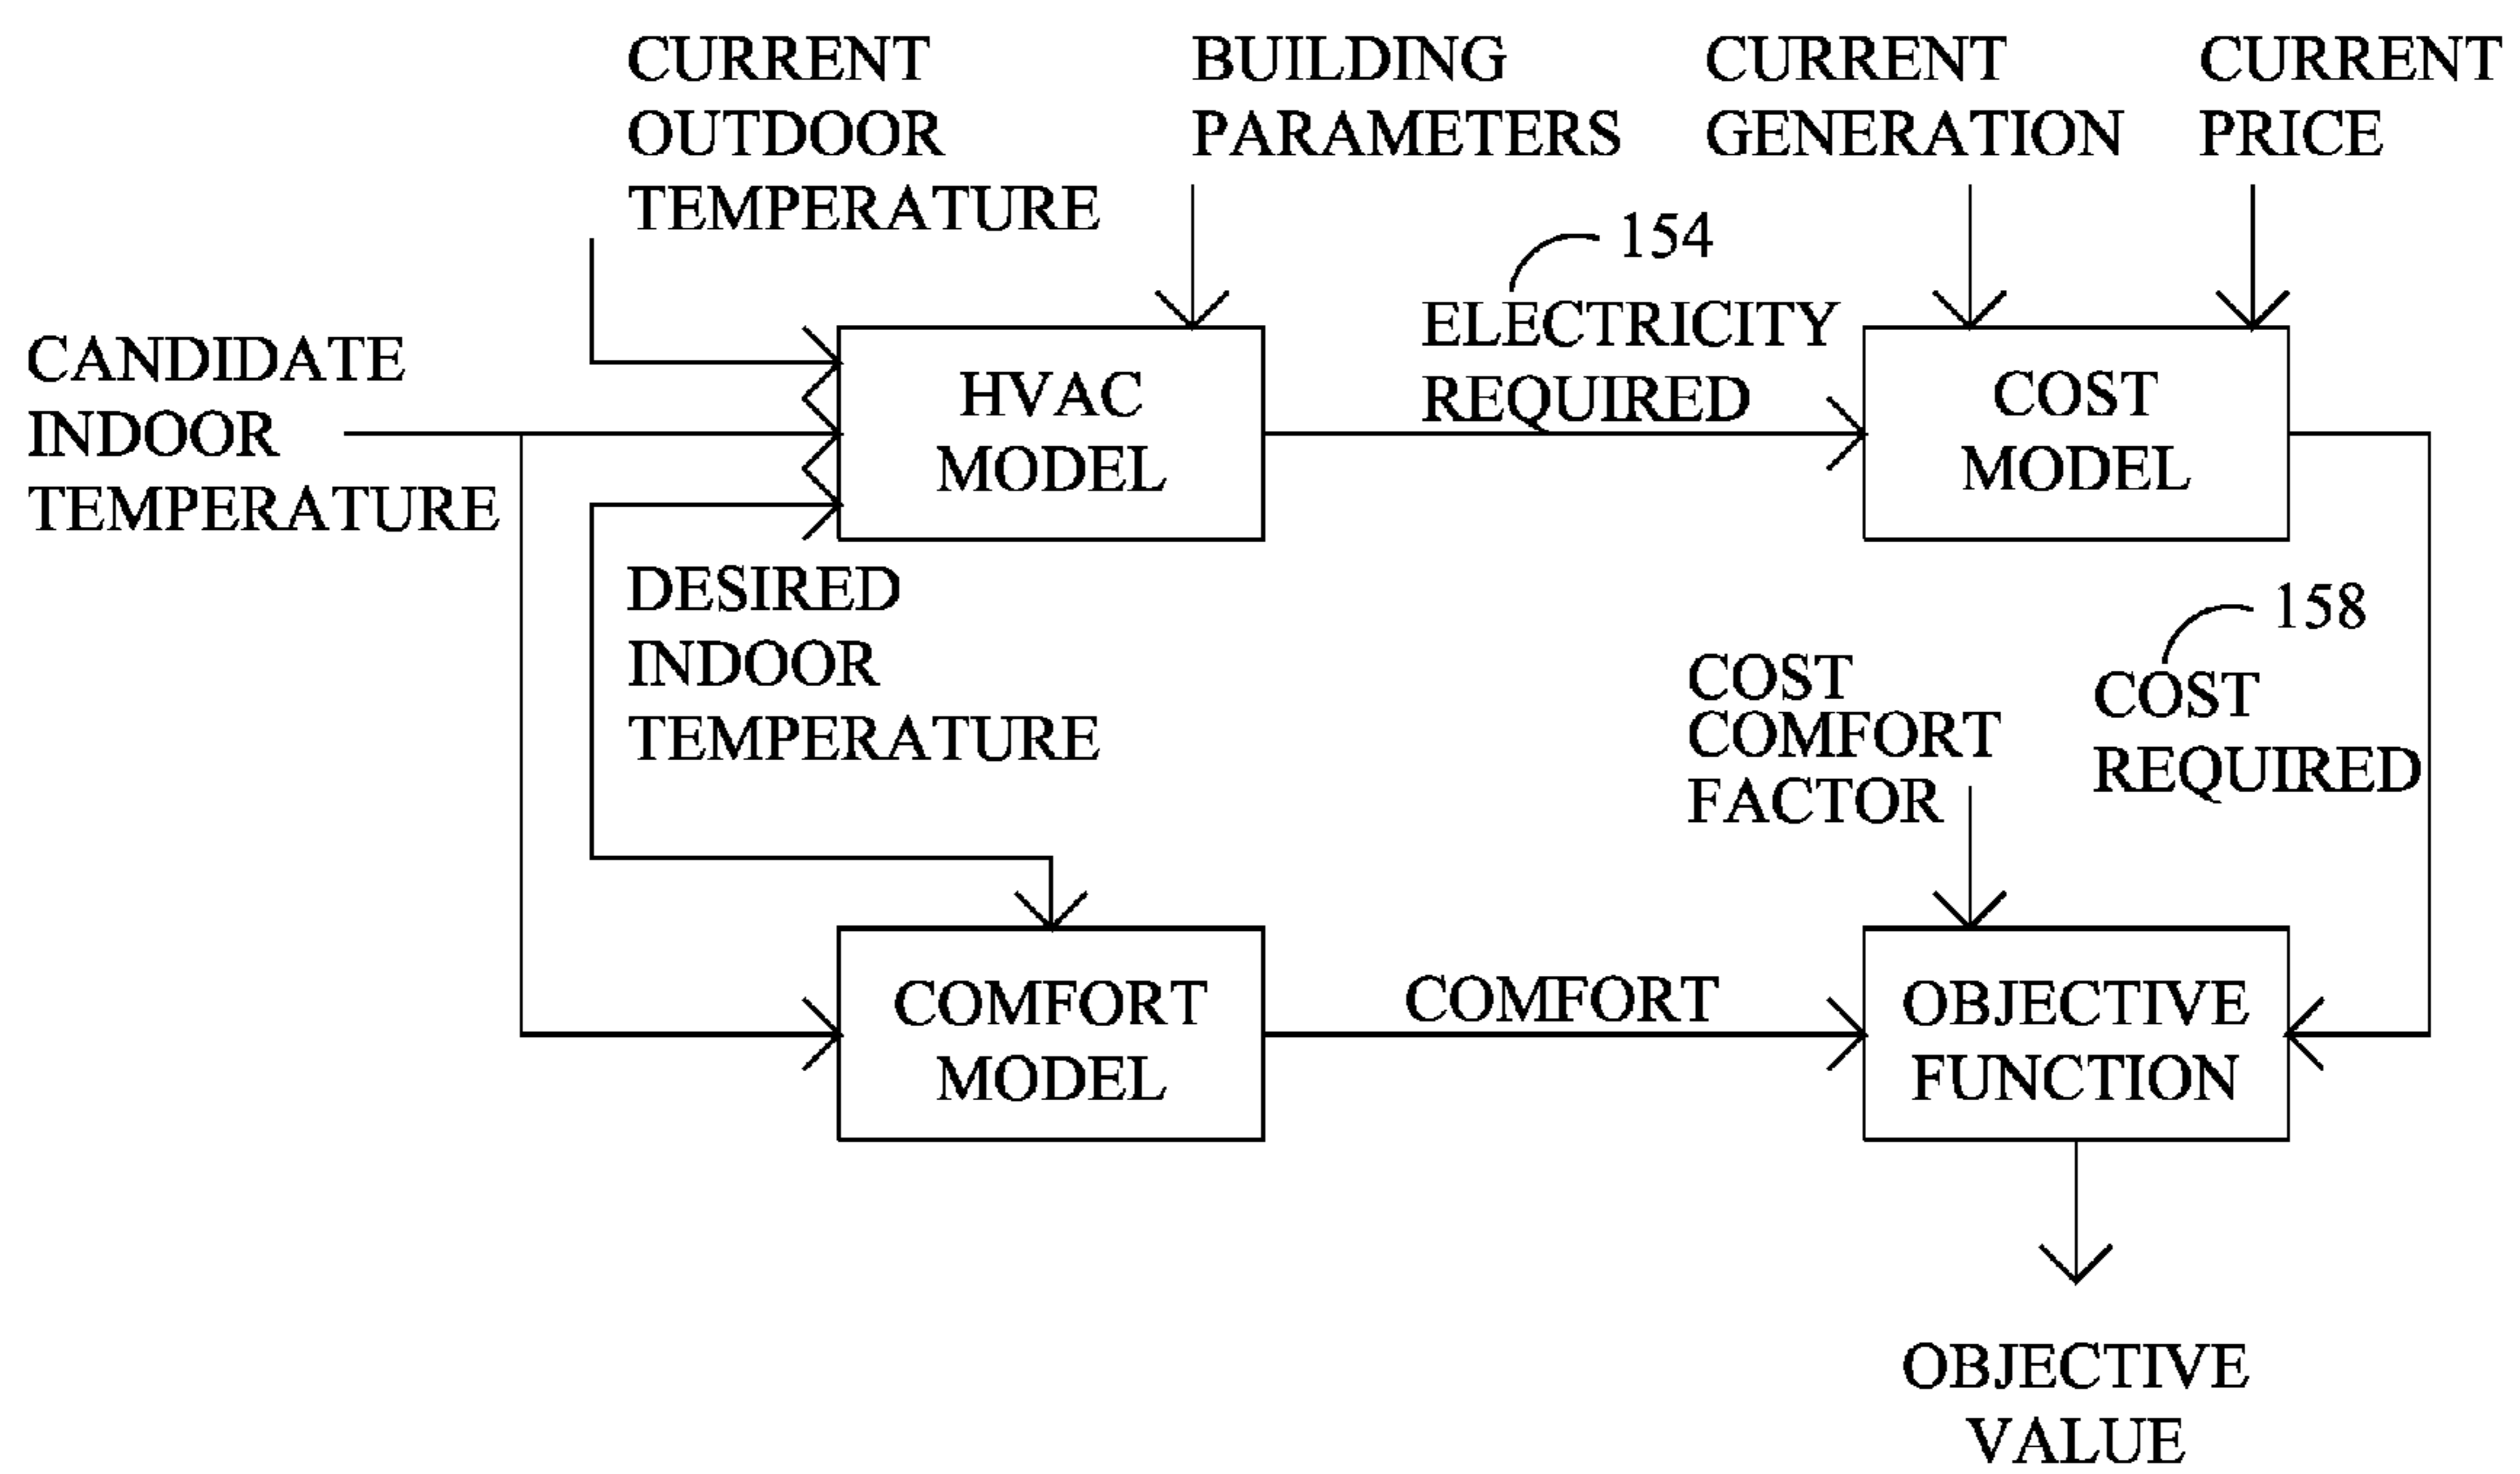 CURRENT
OUTDOOR
TEMPERATURE
BUILDING
PARAMETERS
CURRENT
GENERATION
CURRENT
PRICE
154
ELECTRICITY
REQUIRED
CANDIDATE
INDOOR
TEMPERATURE
HVAC
MODEL
COST
MODEL
DESIRED
INDOOR
TEMPERATURE
158
COST
COMFORT
FACTOR
COST
REQUIRED
COMFORT
MODEL
COMFORT
OBJECTIVE
FUNCTION
OBJECTIVE
VALUE